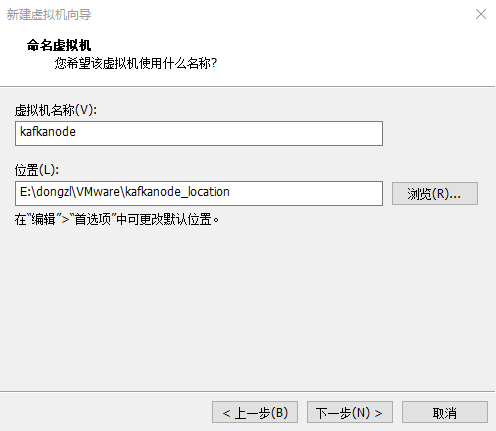 新建虚拟机向导
命名虚拟机
您希望该虚拟机使用什么名称?
虚拟机名称(V):
kafkanode
位置(L):
E:\dongzl\VMware\kafkanode_location
浏览(R)...
在“编辑”>“首选项”中可更改默认位置。
< 上一步(B)
下一步(N) >
取消